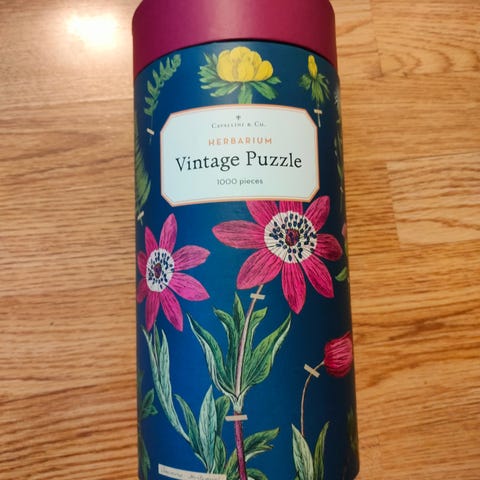 CAVALLINI & CO.
HERBARIUM
Vintage Puzzle
1000 pieces